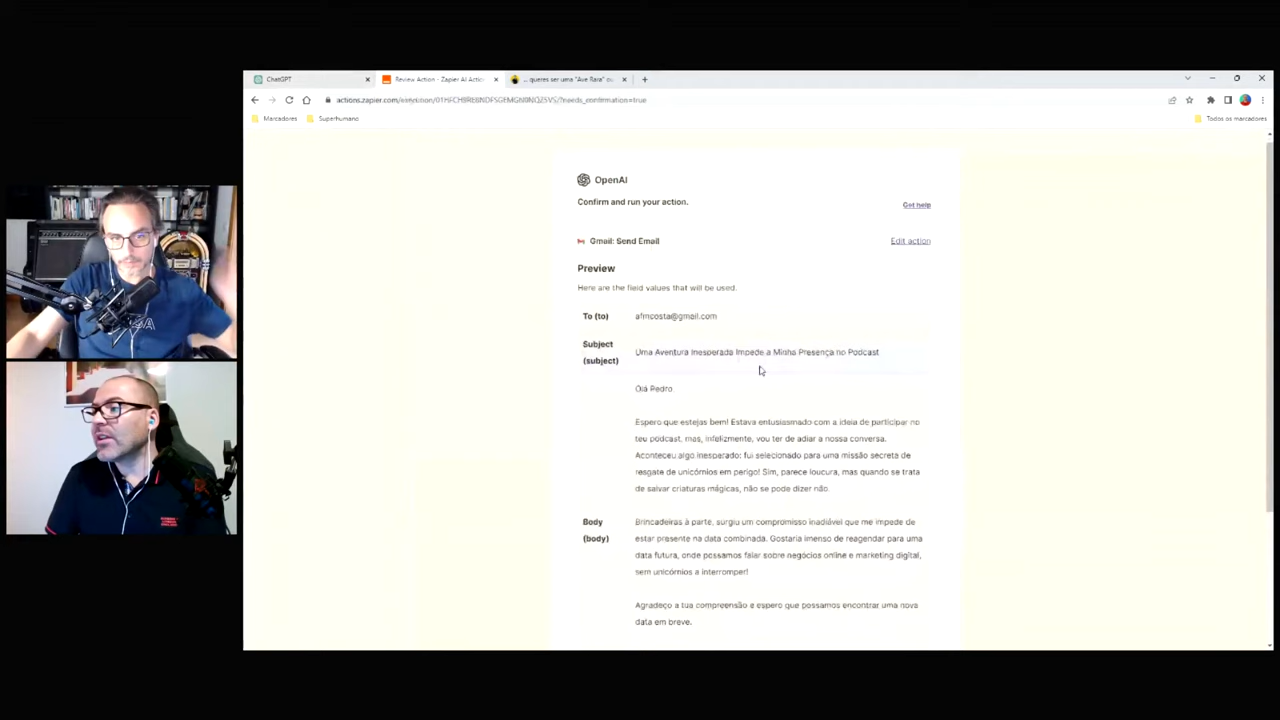 ChatGPT
Review Action - Zapier AI Actio
... queres ser uma "Ave Rara" ou
Marcadores
Superhumano
Todos os marcadores
OpenAI
Confirm and run your action.
Get help
Gmail: Send Email
Edit action
Preview
Here are the field values that will be used.
To (to)
afmcosta@gmail.com
Subject
(subject)
Uma Aventura Inesperada Impede a Minha Presença no Podcast
Olá Pedro,
Espero que estejas bem! Estava entusiasmado com a ideia de participar no
teu podcast, mas, infelizmente, vou ter de adiar a nossa conversa.
Aconteceu algo inesperado: fui selecionado para uma missão secreta de
resgate de unicórnios em perigo! Sim, parece loucura, mas quando se trata
de salvar criaturas mágicas, não se pode dizer não.
Body
(body)
Brincadeiras à parte, surgiu um compromisso inadiável que me impede de
estar presente na data combinada. Gostaria imenso de reagendar para uma
data futura, onde possamos falar sobre negócios online e marketing digital,
sem unicórnios a interromper!
Agradeço a tua compreensão e espero que possamos encontrar uma nova
data em breve.